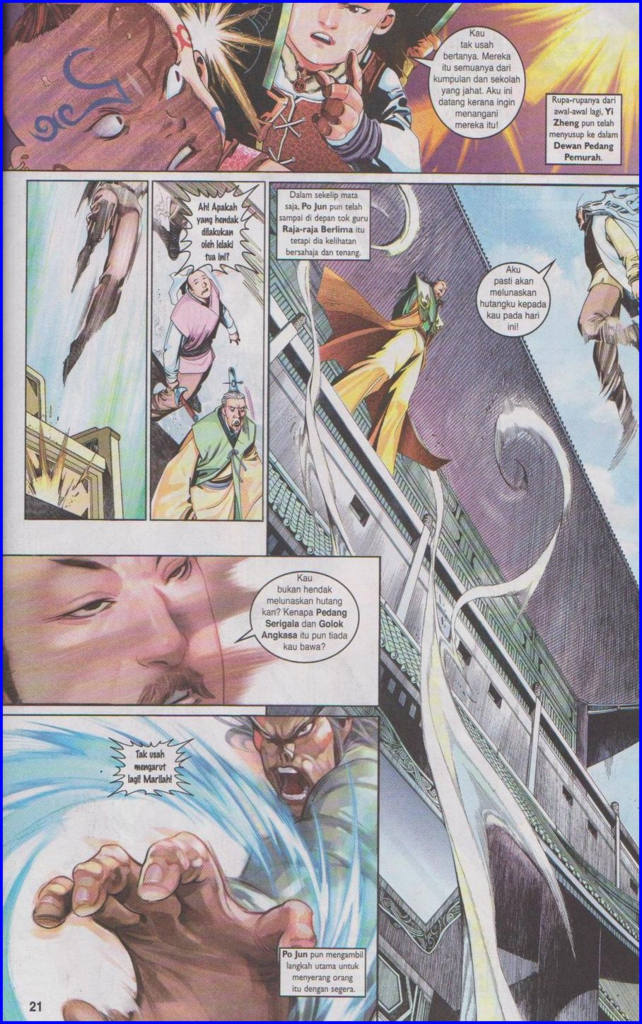 Kau
tak usah
bertanya. Mereka
itu semuanya dari
kumpulan dan sekolah
yang jahat. Aku ini
datang kerana ingin
menangani
mereka itu!
Rupa-rupanya dari
awal-awal lagi, Yi
Zheng pun telah
menyusup ke dalam
Dewan Pedang
Pemurah.
Ah! Apakah
yang hendak
dilakukan
oleh lelaki
tua ini?
Dalam sekelip mata
saja, Po Jun pun telah
sampai di depan tok guru
Raja-raja Berlima itu
tetapi dia kelihatan
bersahaja dan tenang.
Aku
pasti akan
melunaskan
hutangku kepada
kau pada hari
ini!
Kau
bukan hendak
melunaskan hutang
kan? Kenapa Pedang
Serigala dan Golok
Angkasa itu pun tiada
kau bawa?
Tak usah
mengarut
lagi! Marilah!
Po Jun pun mengambil
langkah utama untuk
menyerang orang
itu dengan segera.
21